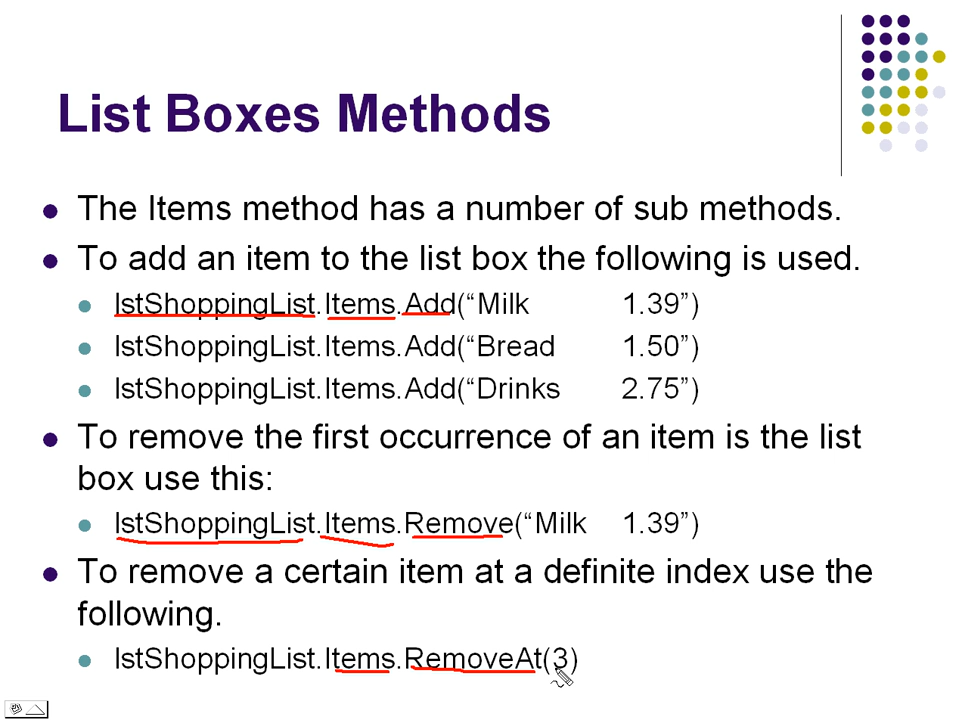 List Boxes Methods
The Items method has a number of sub methods.
To add an item to the list box the following is used.
lstShoppingList.Items.Add(“Milk 1.39”)
lstShoppingList.Items.Add(“Bread 1.50”)
lstShoppingList.Items.Add(“Drinks 2.75”)
To remove the first occurrence of an item is the list
box use this:
lstShoppingList.Items.Remove(“Milk 1.39”)
To remove a certain item at a definite index use the
following.
lstShoppingList.Items.RemoveAt(3)